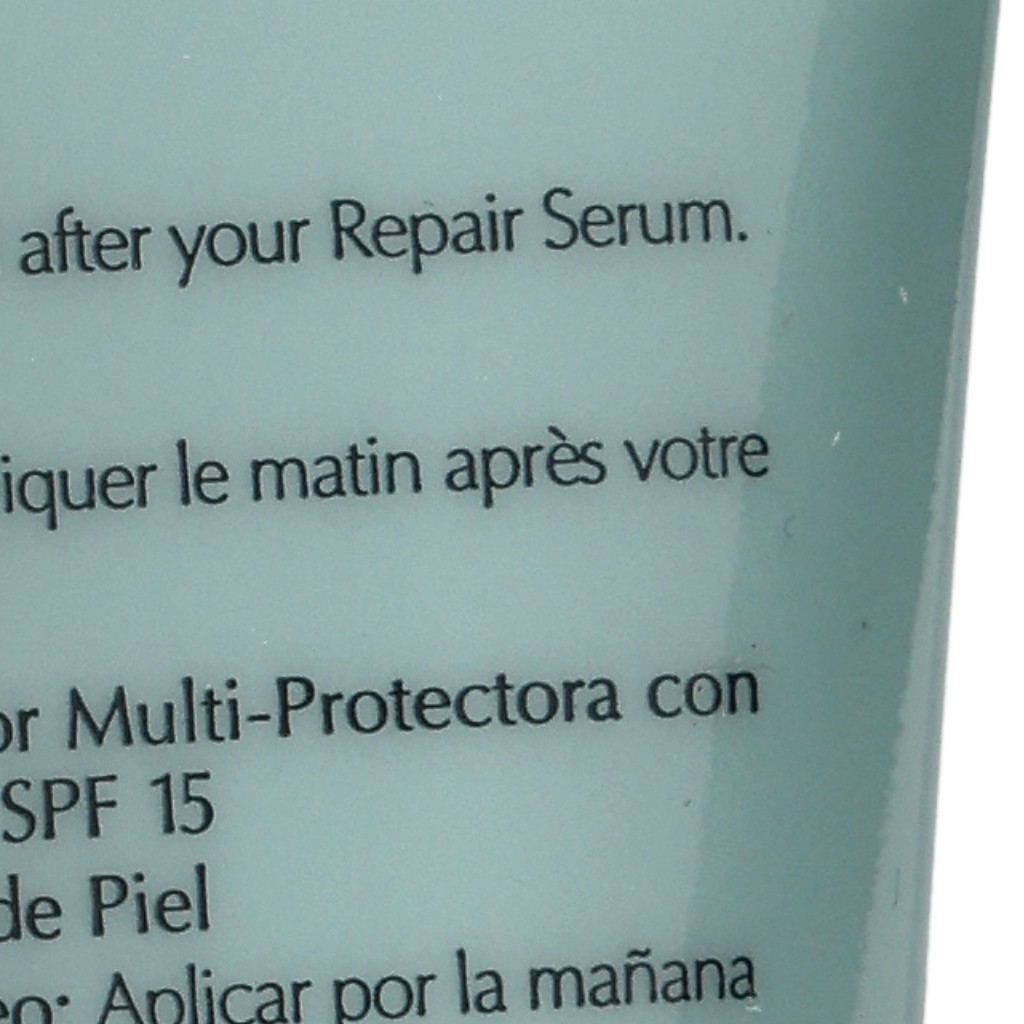 after your Repair Serum.
iquer le matin après votre
or Multi-Protectora con
SPF 15
de Piel
eo: Aplicar por la mañana